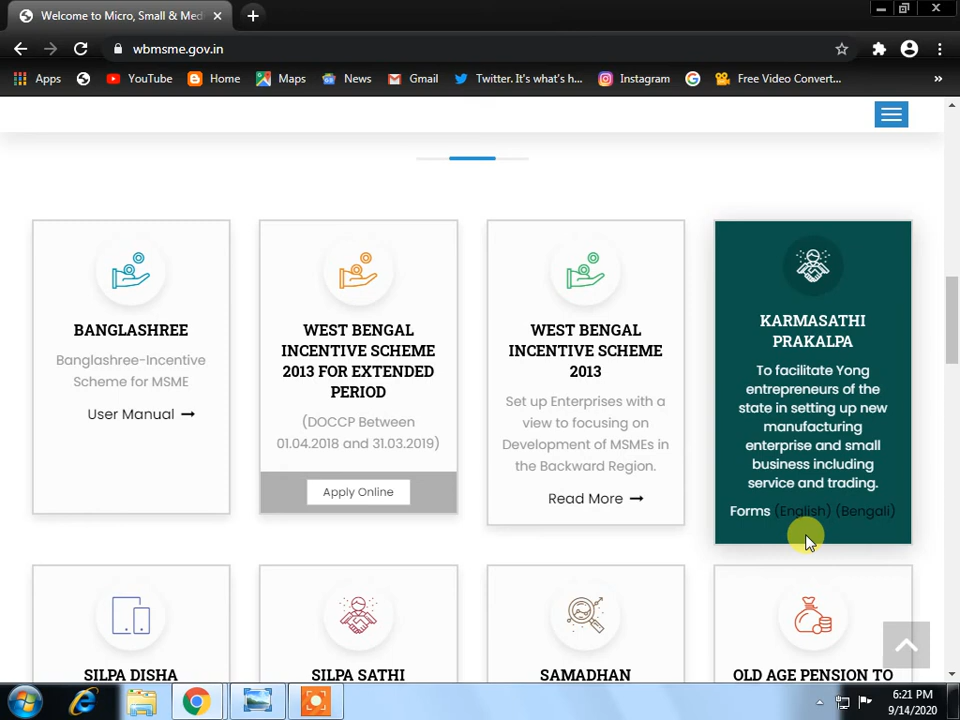 Welcome to Micro, Small & Med
wbmsme.gov.in
Apps
YouTube
Home
Maps
News
Gmail
Twitter. It's what's h...
Instagram
Free Video Convert...
»
BANGLASHREE
Banglashree-Incentive
Scheme for MSME
User Manual
WEST BENGAL
INCENTIVE SCHEME
2013 FOR EXTENDED
PERIOD
(DOCCP Between
01.04.2018 and 31.03.2019)
Apply Online
WEST BENGAL
INCENTIVE SCHEME
2013
Set up Enterprises with a
view to focusing on
Development of MSMEs in
the Backward Region.
Read More
KARMASATHI
PRAKALPA
To facilitate Yong
entrepreneurs of the
state in setting up new
manufacturing
enterprise and small
business including
service and trading.
Forms (English) (Bengali)
SILPA DISHA
SILPA SATHI
SAMADHAN
OLD AGE PENSION TO
6:21 PM
9/14/2020